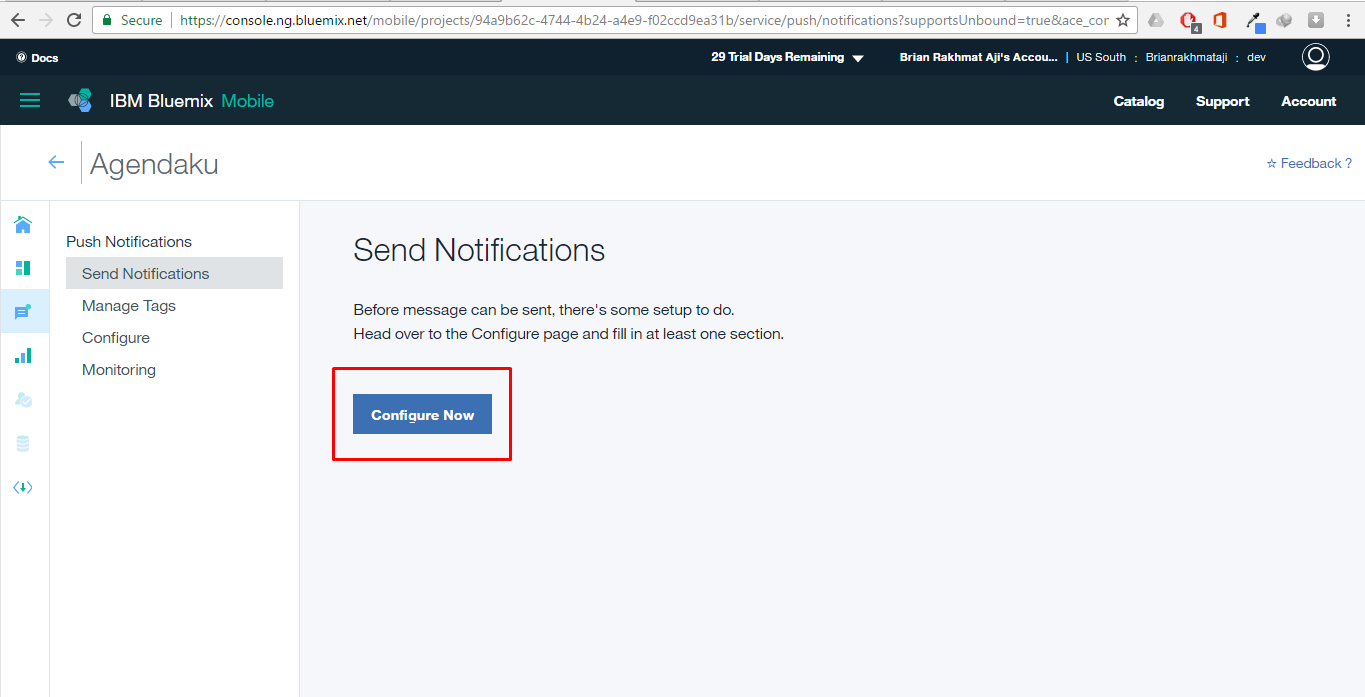 Secure https://console.ng.bluemix.net/mobile/projects/94a9b62c-4744-4b24-a4e9-f02ccd9ea31b/service/push/notifications?supportsUnbound=true&ace_cor
4
Docs 29 Trial Days Remaining Brian Rakhmat Aji's Accou... | US South : Brianrakhmataji : dev
IBM Bluemix Mobile Catalog Support Account
Agendaku Feedback ?
Push Notifications
Send Notifications
Manage Tags
Configure
Monitoring
Send Notifications
Before message can be sent, there's some setup to do.
Head over to the Configure page and fill in at least one section.
Configure Now